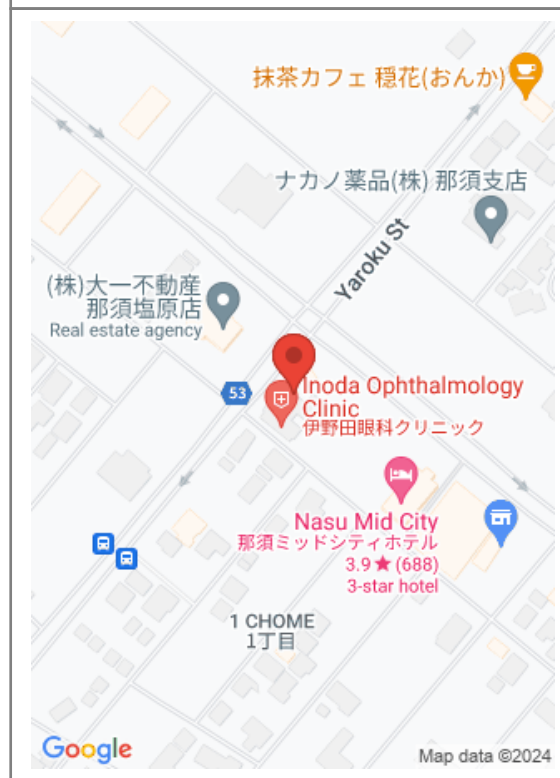 抹茶カフェ 穏花(おんか)
ナカノ薬品(株) 那須支店
Yaroku St
(株)大一不動産
那須塩原店
Real estate agency
53
Inoda Ophthalmology
Clinic
伊野田眼科クリニック
Nasu Mid City
那須ミッドシティホテル
3.9★(688)
3-star hotel
1 CHOME
1丁目
Google
Map data ©2024